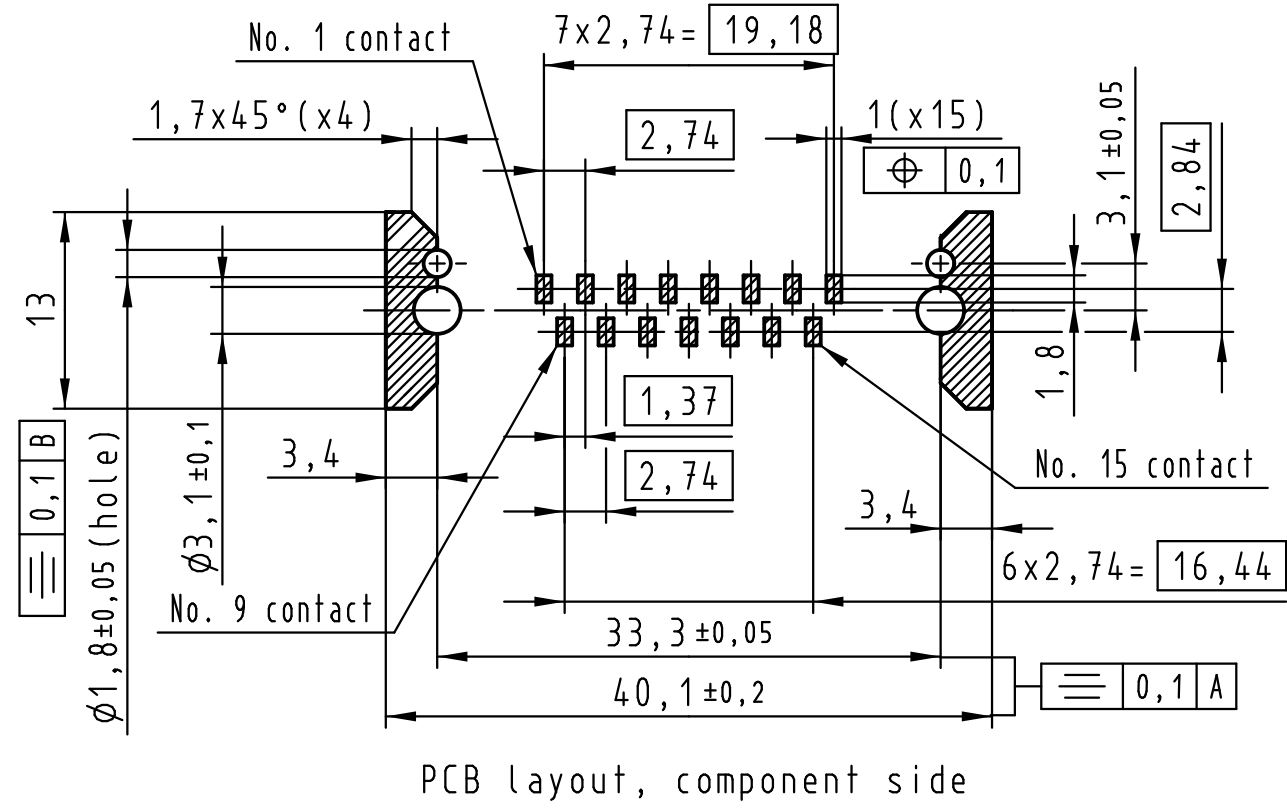 7x2,74= 19,18
No. 1 contact
1,7x45°(x4)
2,74
1(x15)
⌖ 0,1
3,1±0,05
2,84
13
1,8
1,37
3,4
2,74
No. 15 contact
3,4
⌯ 0,1 B
ø1,8±0,05(hole)
ø3,1±0,1
6x2,74= 16,44
No. 9 contact
33,3±0,05
40,1±0,2
⌯ 0,1 A
PCB layout, component side